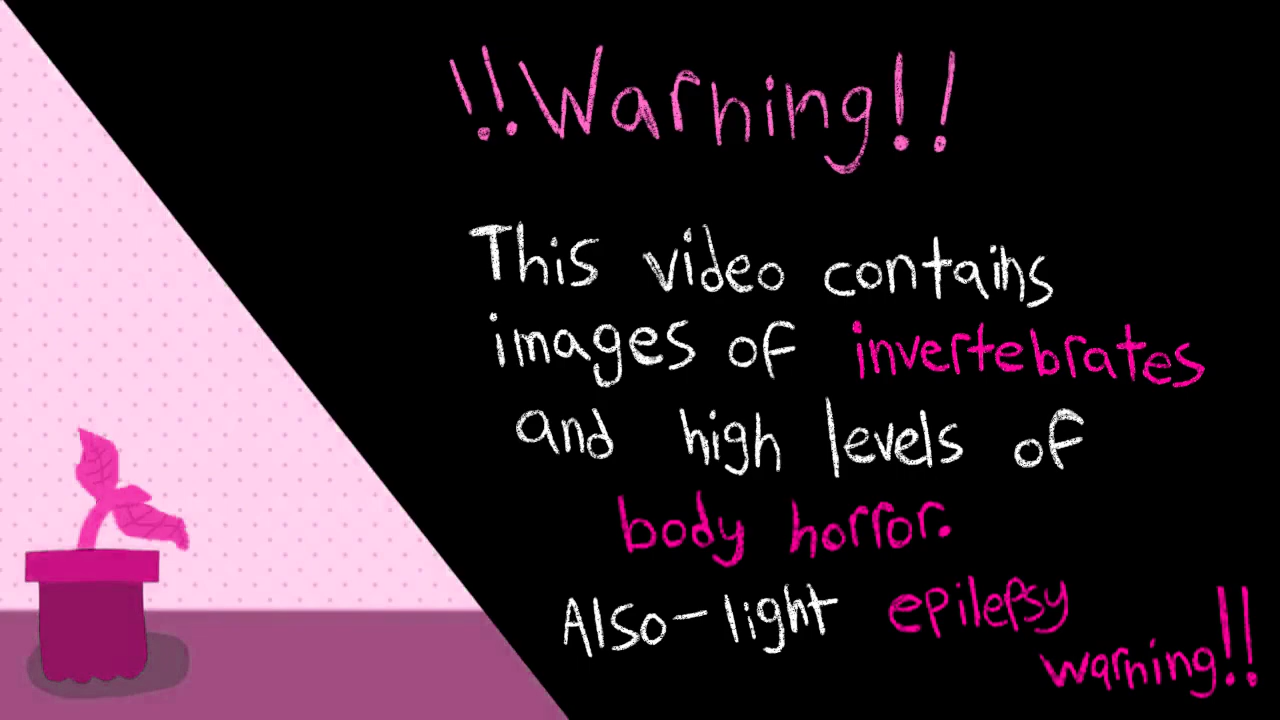 !!Warning!!
This video contains
images of invertebrates
and high levels of
body horror.
Also-light epilepsy
warning!!